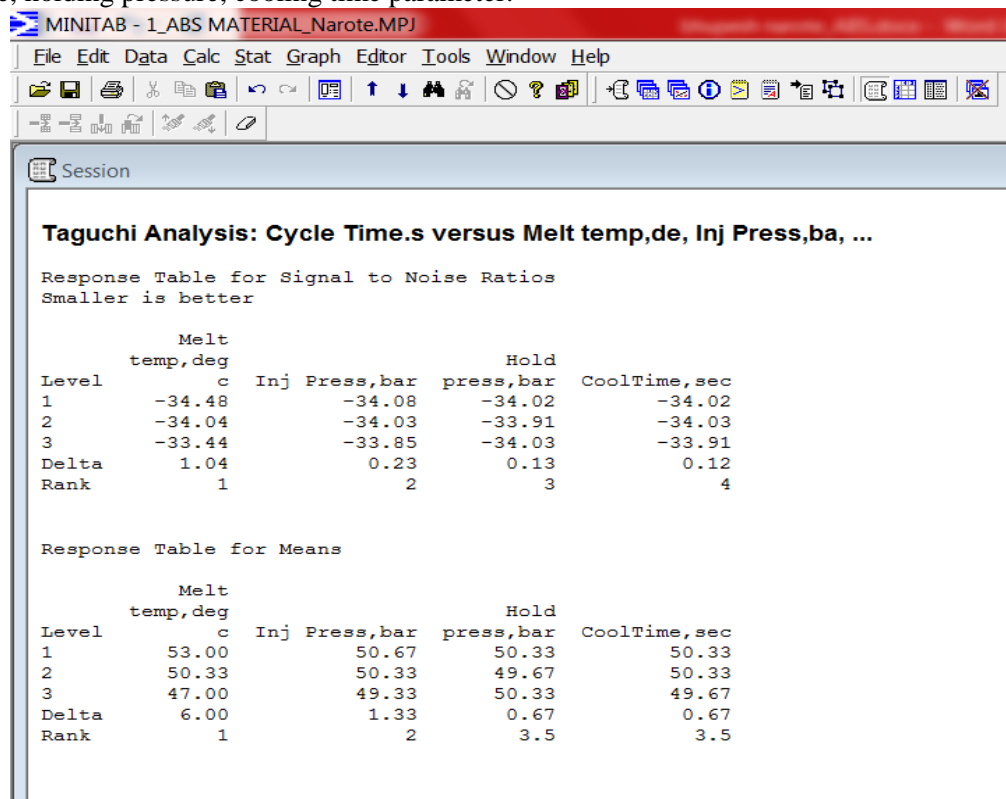 e, holding pressure, cooling time parameter.
MINITAB - 1_ABS MATERIAL_Narote.MPJ
File Edit Data Calc Stat Graph Editor Tools Window Help
Session
Taguchi Analysis: Cycle Time.s versus Melt temp,de, Inj Press,ba, ...
Response Table for Signal to Noise Ratios
Smaller is better
Melt
temp,deg Hold
Level c Inj Press,bar press,bar CoolTime,sec
1 -34.48 -34.08 -34.02 -34.02
2 -34.04 -34.03 -33.91 -34.03
3 -33.44 -33.85 -34.03 -33.91
Delta 1.04 0.23 0.13 0.12
Rank 1 2 3 4
Response Table for Means
Melt
temp,deg Hold
Level c Inj Press,bar press,bar CoolTime,sec
1 53.00 50.67 50.33 50.33
2 50.33 50.33 49.67 50.33
3 47.00 49.33 50.33 49.67
Delta 6.00 1.33 0.67 0.67
Rank 1 2 3.5 3.5